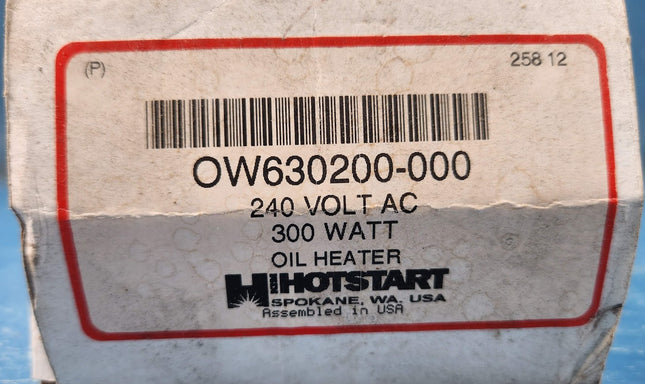 (P)
258 12
OW630200-000
240 VOLT AC
300 WATT
OIL HEATER
HOTSTART
SPOKANE, WA. USA
Assembled in USA